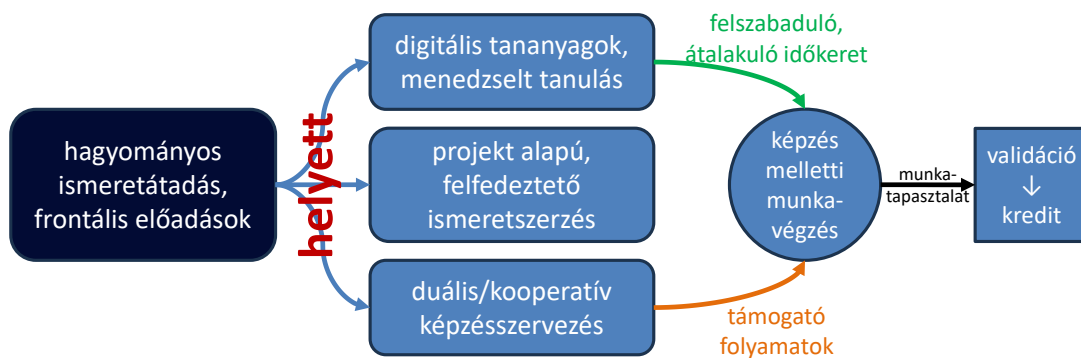 hagyományos
ismeretátadás,
frontális előadások
helyett
digitális tananyagok,
menedzselt tanulás
projekt alapú,
felfedeztető
ismeretszerzés
duális/kooperatív
képzésszervezés
felszabaduló,
átalakuló időkeret
támogató
folyamatok
képzés
melletti
munka-
végzés
munka-
tapasztalat
validáció
↓
kredit